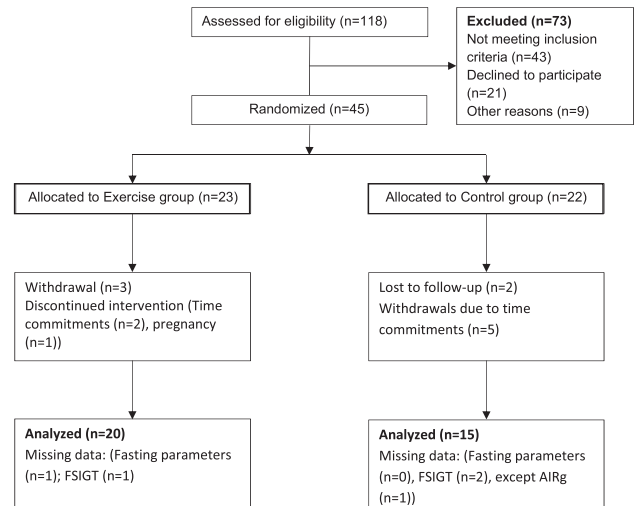 Assessed for eligibility (n=118)
Excluded (n=73)
Not meeting inclusion
criteria (n=43)
Declined to participate
(n=21)
Other reasons (n=9)
Randomized (n=45)
Allocated to Exercise group (n=23)
Allocated to Control group (n=22)
Withdrawal (n=3)
Discontinued intervention (Time
commitments (n=2), pregnancy
(n=1))
Lost to follow-up (n=2)
Withdrawals due to time
commitments (n=5)
Analyzed (n=20)
Missing data: (Fasting parameters
(n=1); FSIGT (n=1)
Analyzed (n=15)
Missing data: (Fasting parameters
(n=0), FSIGT (n=2), except AIRg
(n=1))